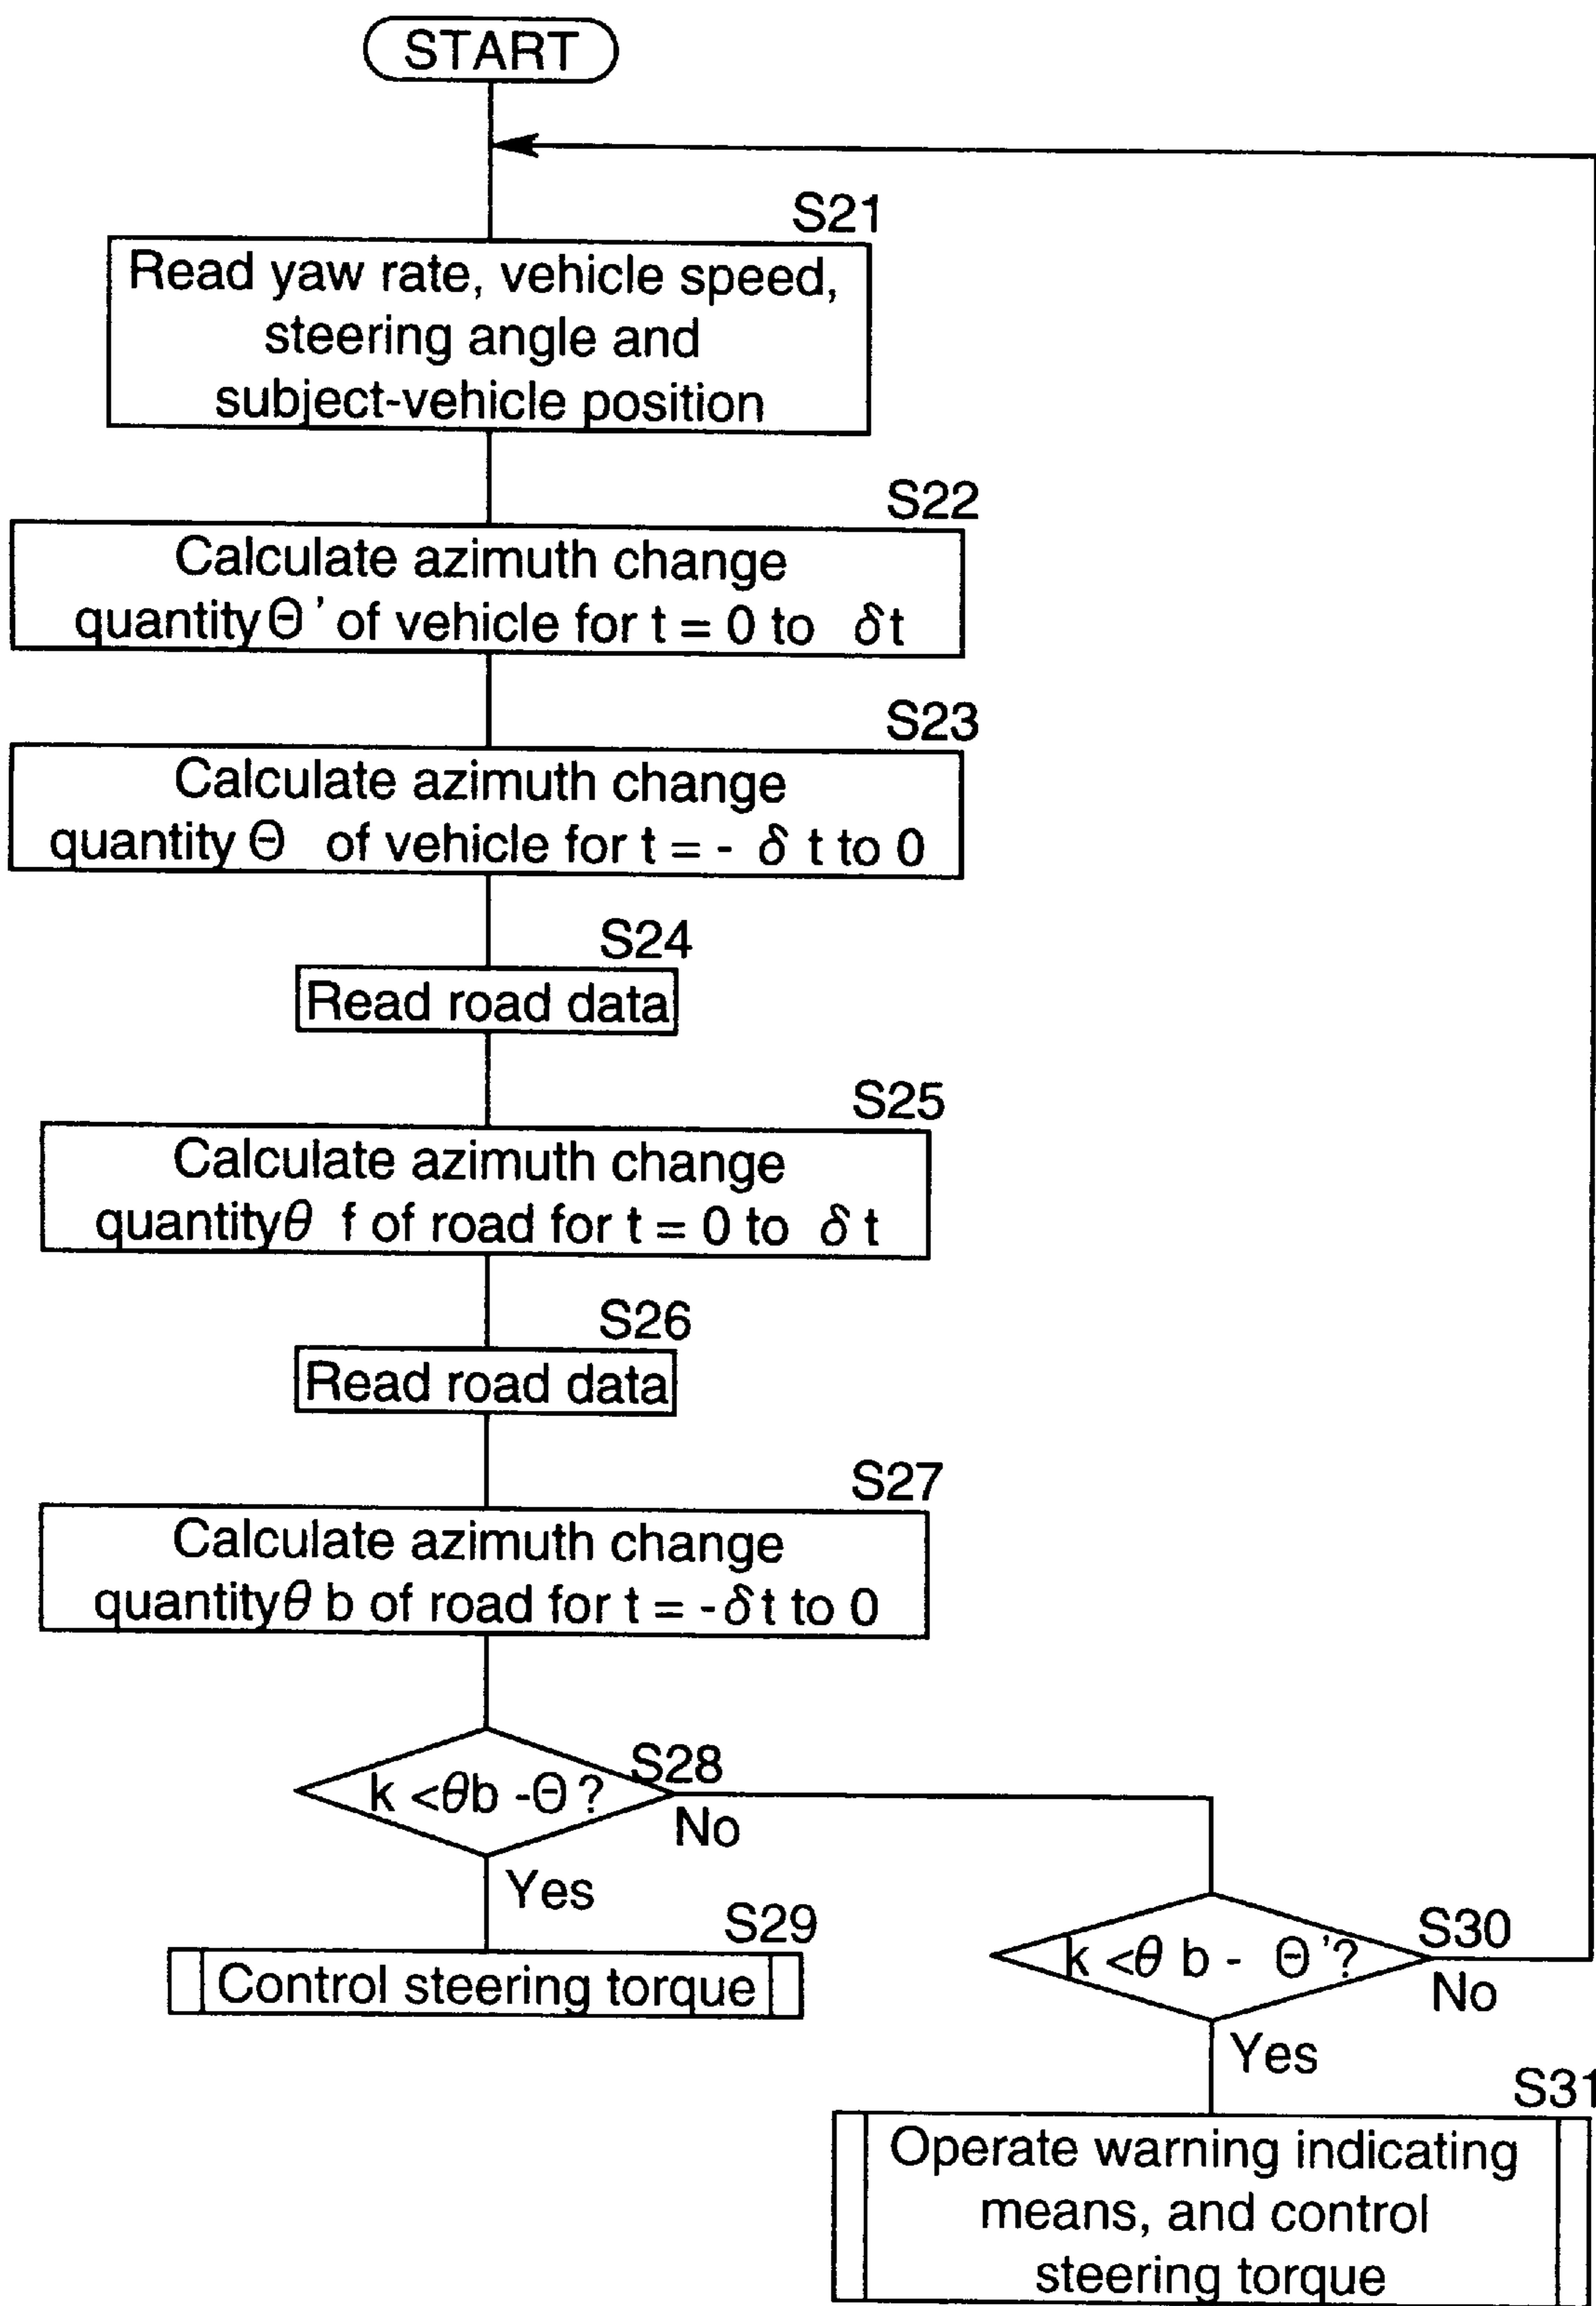 START
S21
Read yaw rate, vehicle speed,
steering angle and
subject-vehicle position
S22
Calculate azimuth change
quantity Θ' of vehicle for t = 0 to δt
S23
Calculate azimuth change
quantity Θ of vehicle for t = - δ t to 0
S24
Read road data
S25
Calculate azimuth change
quantity θ f of road for t = 0 to δ t
S26
Read road data
S27
Calculate azimuth change
quantity θ b of road for t = -δ t to 0
S28
k <θb -Θ ?
No
Yes
S29
Control steering torque
S30
k <θ b - Θ'?
No
Yes
S31
Operate warning indicating
means, and control
steering torque